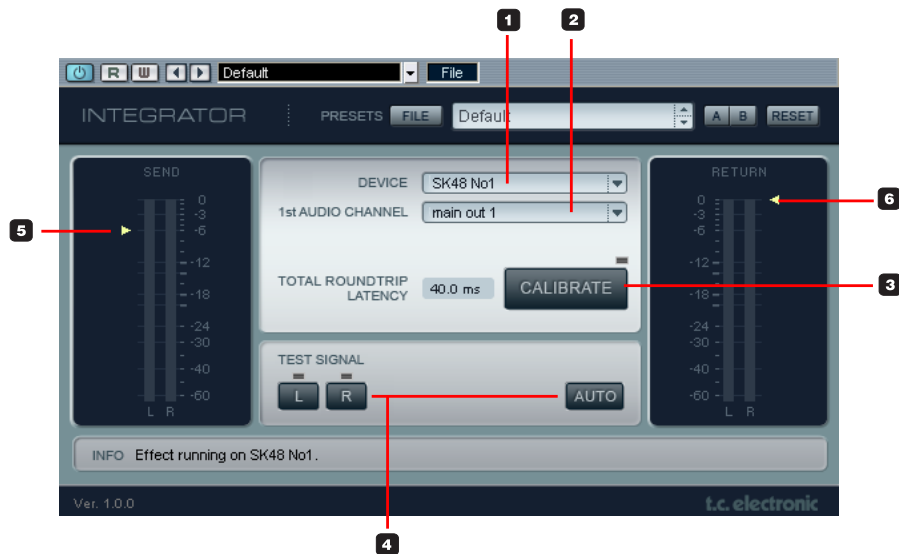 1 2
R W Default File
INTEGRATOR PRESETS FILE Default A B RESET
SEND
0
-3
-6
-12
-18
-24
-30
-40
-60
L R
5
DEVICE SK48 No1
1st AUDIO CHANNEL main out 1
TOTAL ROUNDTRIP
LATENCY 40.0 ms CALIBRATE
TEST SIGNAL
L R AUTO
RETURN
0
-3
-6
-12
-18
-24
-30
-40
-60
L R
6
3
INFO Effect running on SK48 No1.
Ver. 1.0.0 t.c. electronic
4